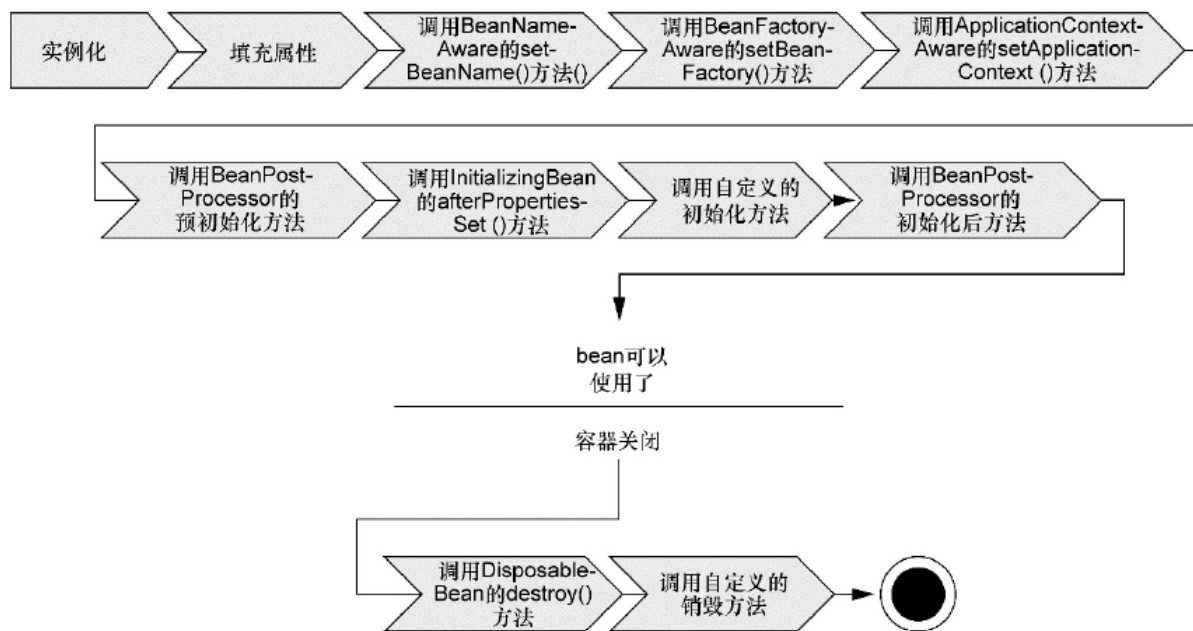 实例化
填充属性
调用BeanName-
Aware的set-
BeanName()方法()
调用BeanFactory-
Aware的setBean-
Factory()方法
调用ApplicationContext-
Aware的setApplication-
Context ()方法
调用BeanPost-
Processor的
预初始化方法
调用InitializingBean
的afterProperties-
Set ()方法
调用自定义的
初始化方法
调用BeanPost-
Processor的
初始化后方法
bean可以
使用了
容器关闭
调用Disposable-
Bean的destroy()
方法
调用自定义的
销毁方法